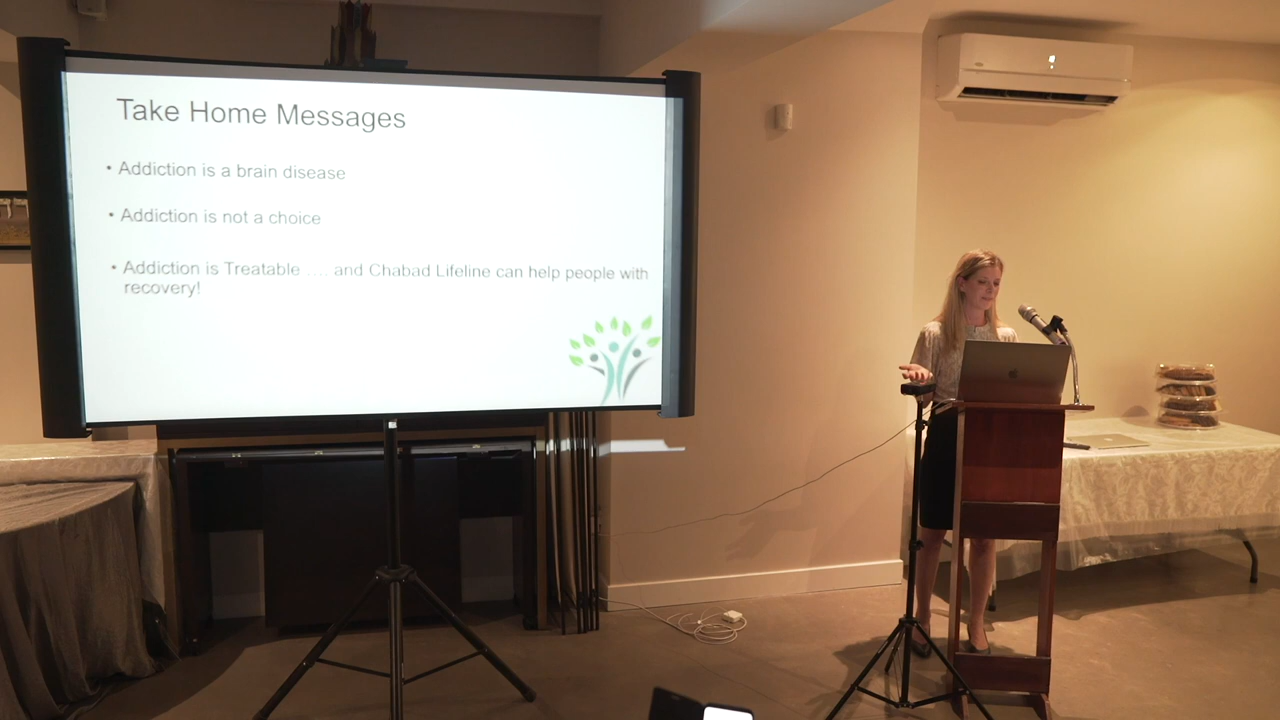 Take Home Messages
• Addiction is a brain disease
• Addiction is not a choice
• Addiction is Treatable .... and Chabad Lifeline can help people with
recovery!